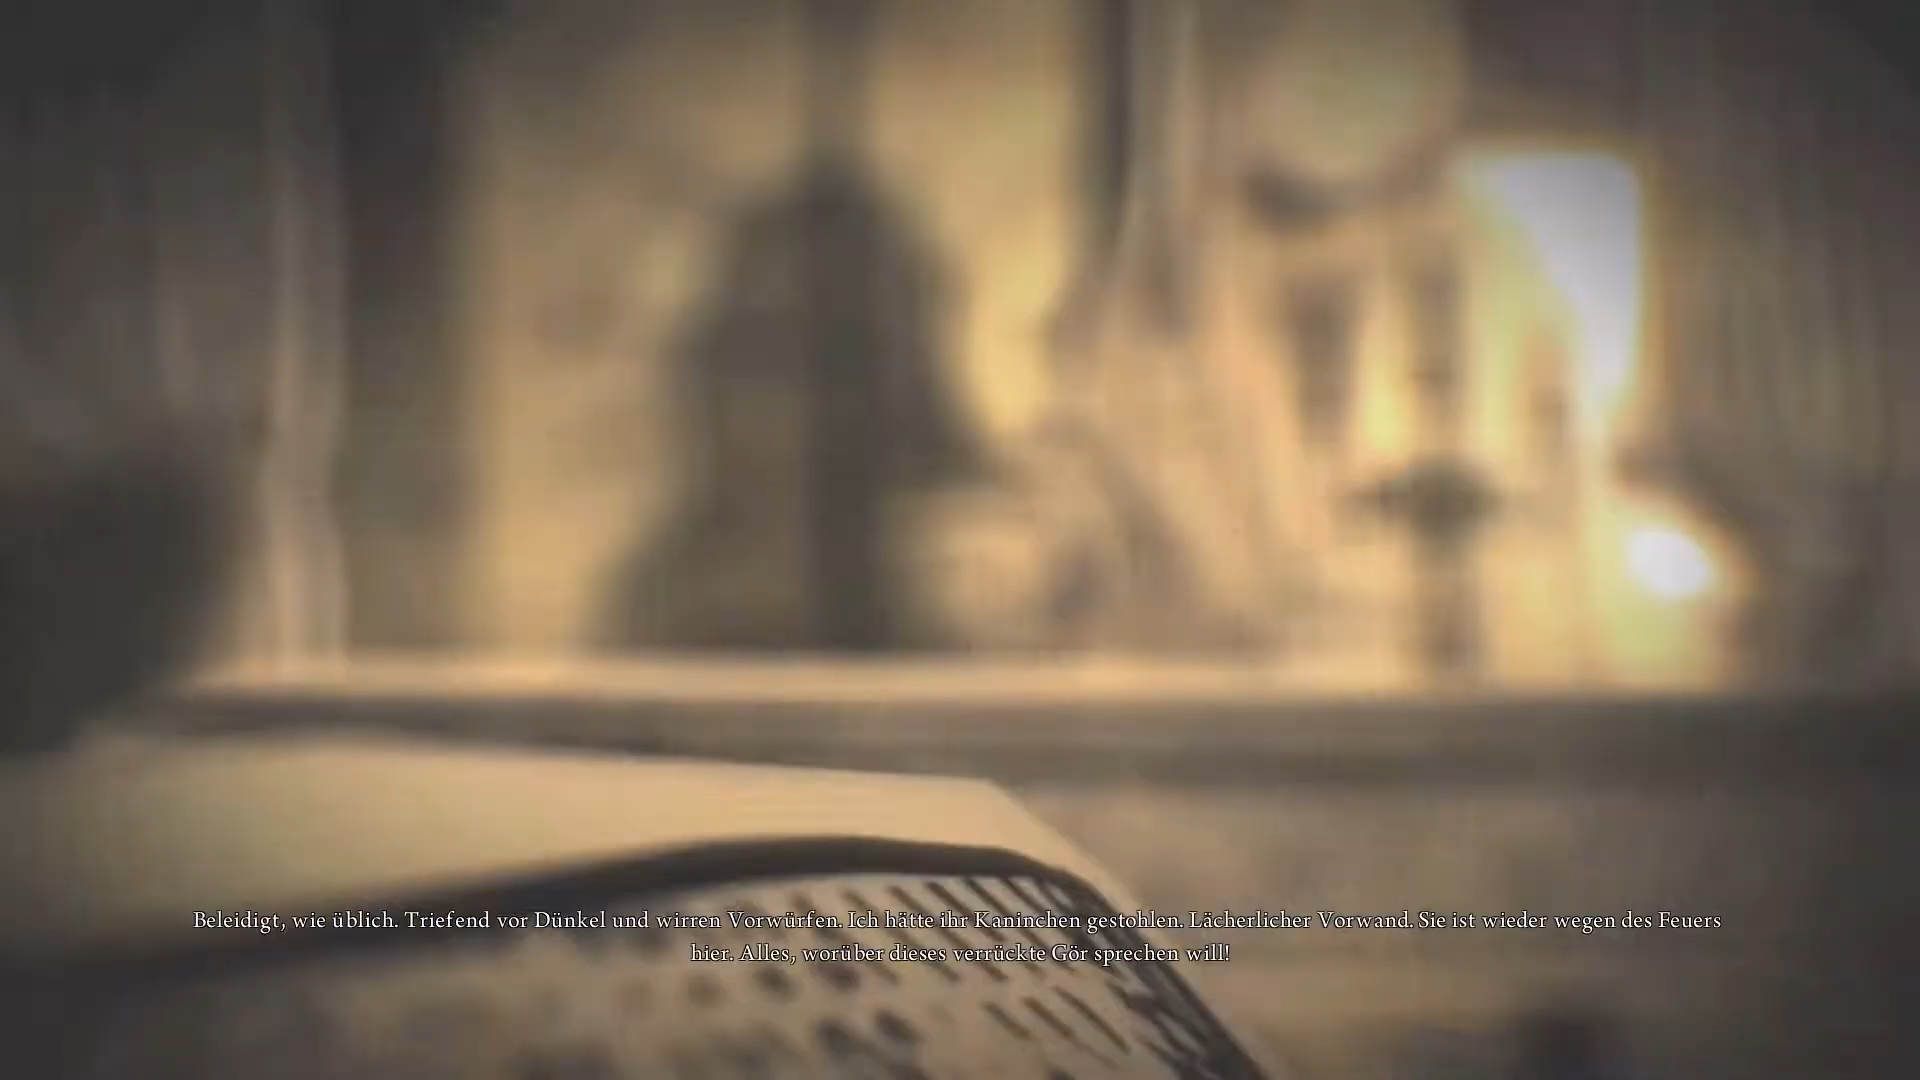 Beleidigt, wie üblich. Triefend vor Dünkel und wirren Vorwürfen. Ich hätte ihr Kaninchen gestohlen. Lächerlicher Vorwand. Sie ist wieder wegen des Feuers
hier. Alles, worüber dieses verrückte Gör sprechen will!